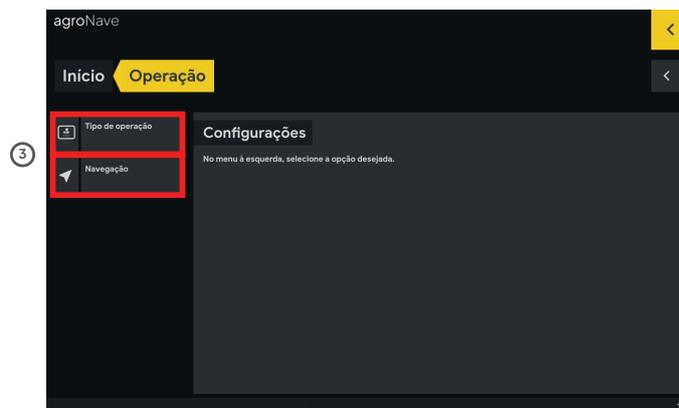 agroNave
Início
Operação
3
Tipo de operação
Navegação
Configurações
No menu à esquerda, selecione a opção desejada.